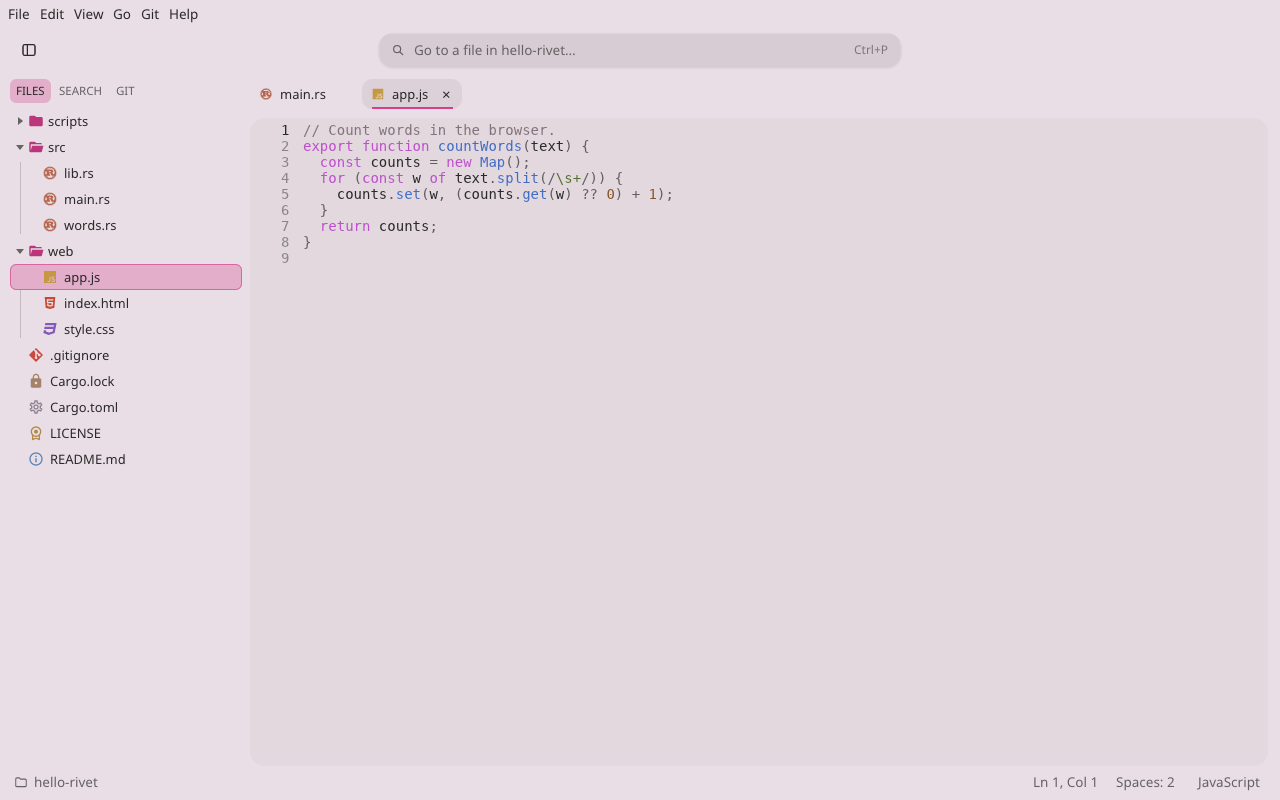 File Edit View Go Git Help
Go to a file in hello-rivet... Ctrl+P
FILES SEARCH GIT
main.rs
app.js
scripts
src
lib.rs
main.rs
words.rs
web
app.js
index.html
style.css
.gitignore
Cargo.lock
Cargo.toml
LICENSE
README.md
1 // Count words in the browser.
2 export function countWords(text) {
3   const counts = new Map();
4   for (const w of text.split(/\s+/)) {
5     counts.set(w, (counts.get(w) ?? 0) + 1);
6   }
7   return counts;
8 }
9
hello-rivet
Ln 1, Col 1 Spaces: 2 JavaScript